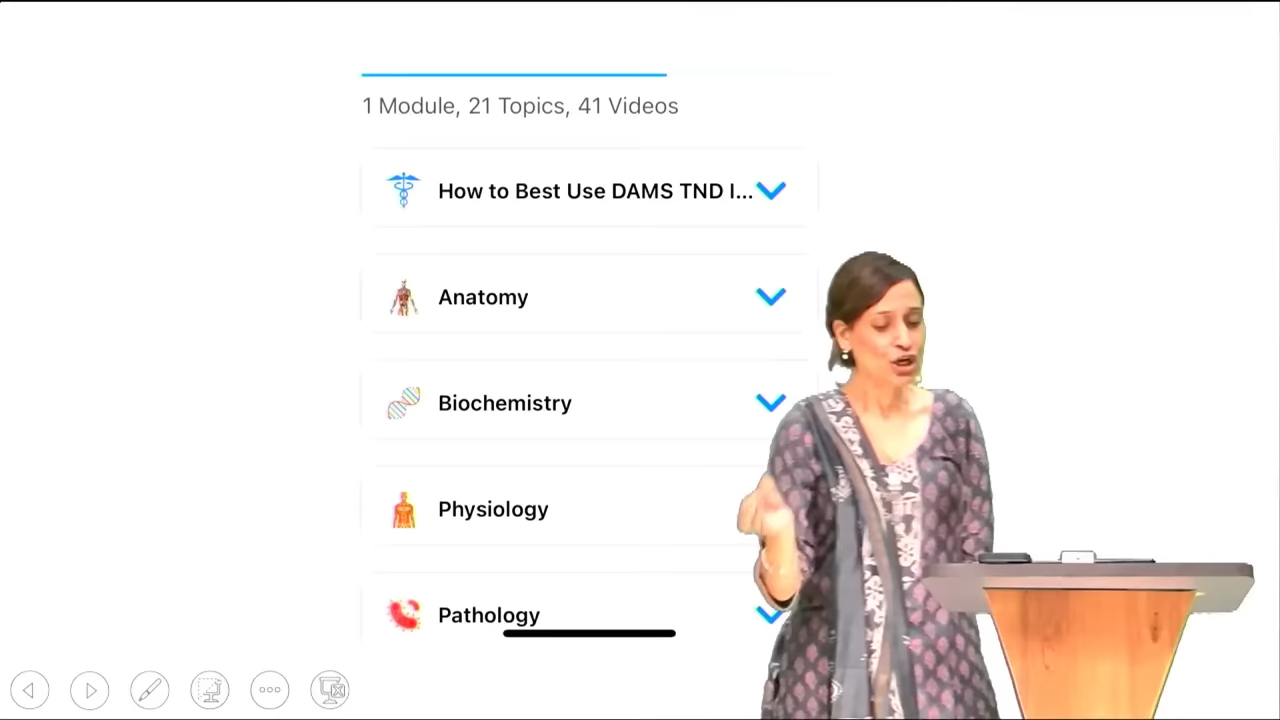 1 Module, 21 Topics, 41 Videos
How to Best Use DAMS TND I...
Anatomy
Biochemistry
Physiology
Pathology